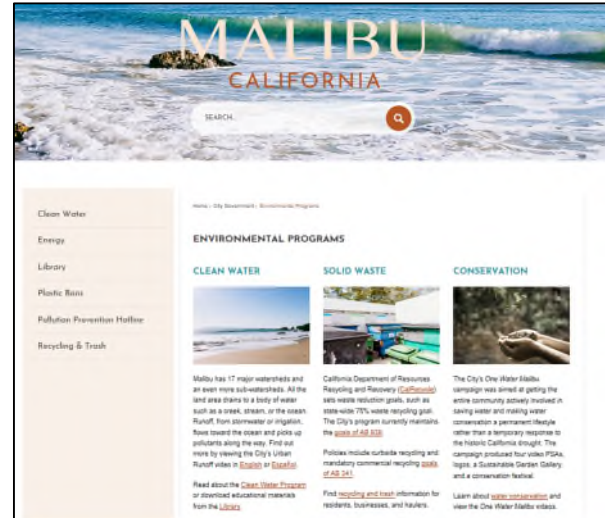 MALIBU
CALIFORNIA
SEARCH...
Clean Water
Energy
Library
Plastic Bans
Pollution Prevention Hotline
Recycling & Trash
Home › City Government › Environmental Programs
ENVIRONMENTAL PROGRAMS
CLEAN WATER
Malibu has 17 major watersheds and
an even more sub-watersheds. All the
land area drains to a body of water
such as a creek, stream, or the ocean.
Runoff, from stormwater or irrigation,
flows toward the ocean and picks up
pollutants along the way. Find out
more by viewing the City's Urban
Runoff video in English or Español.
Read about the Clean Water Program
or download educational materials
from the Library.
SOLID WASTE
California Department of Resources
Recycling and Recovery (CalRecycle)
sets waste reduction goals, such as
state-wide 75% waste recycling goal.
The City's program currently maintains
the goals of AB 939.
Policies include curbside recycling and
mandatory commercial recycling goals
of AB 341.
Find recycling and trash information for
residents, businesses, and haulers.
CONSERVATION
The City's One Water Malibu
campaign was aimed at getting the
entire community actively involved in
saving water and making water
conservation a permanent lifestyle
rather than a temporary response to
the historic California drought. The
campaign produced four video PSAs,
logos, a Sustainable Garden Gallery,
and a conservation festival.
Learn about water conservation and
view the One Water Malibu videos.